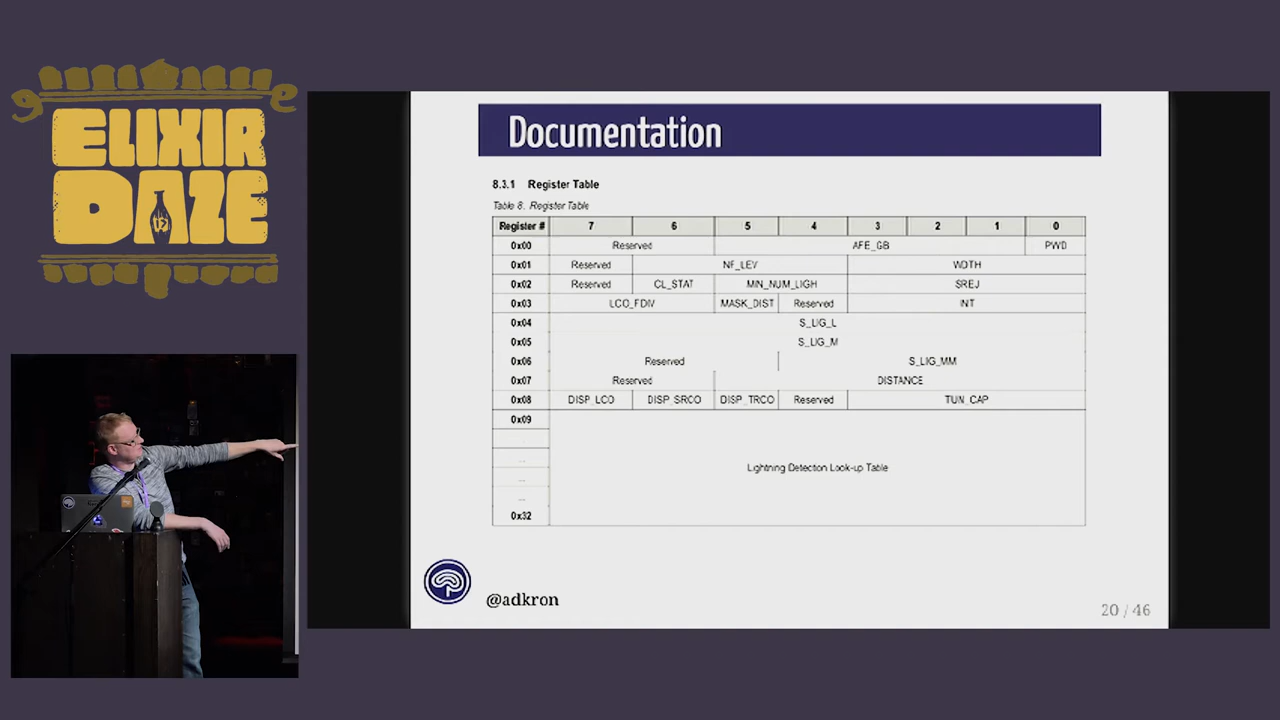 ELIXIR
DAZE
Documentation
8.3.1 Register Table
Table 8. Register Table
Register # 7 6 5 4 3 2 1 0
0x00 Reserved AFE_GB PWD
0x01 Reserved NF_LEV WDTH
0x02 Reserved CL_STAT MIN_NUM_LIGH SREJ
0x03 LCO_FDIV MASK_DIST Reserved INT
0x04 S_LIG_L
0x05 S_LIG_M
0x06 Reserved S_LIG_MM
0x07 Reserved DISTANCE
0x08 DISP_LCO DISP_SRCO DISP_TRCO Reserved TUN_CAP
0x09
...
...
...
Lightning Detection Look-up Table
0x32
@adkron
20 / 46